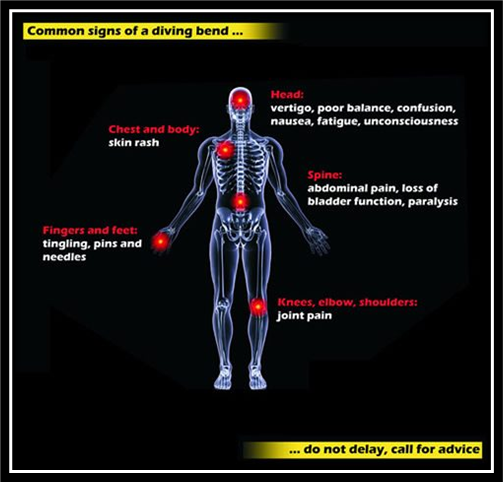 Common signs of a diving bend ...
Head:
vertigo, poor balance, confusion,
nausea, fatigue, unconsciousness
Chest and body:
skin rash
Spine:
abdominal pain, loss of
bladder function, paralysis
Fingers and feet:
tingling, pins and
needles
Knees, elbow, shoulders:
joint pain
... do not delay, call for advice